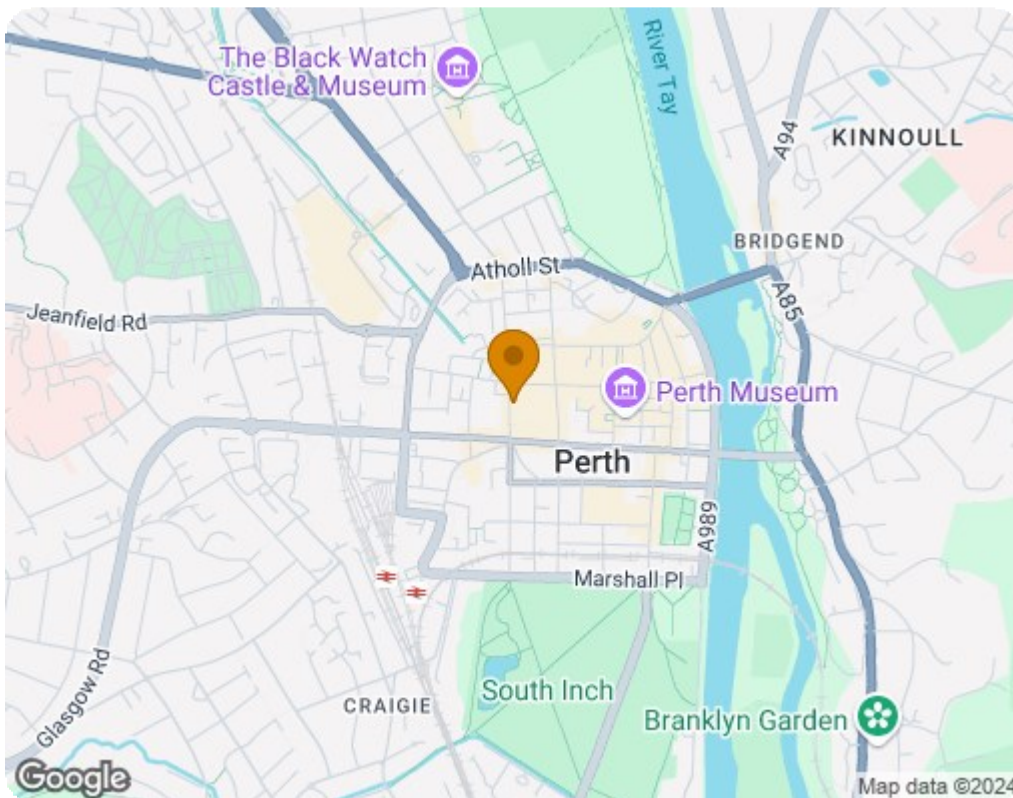 The Black Watch
Castle & Museum
River Tay
A94
KINNOULL
BRIDGEND
Atholl St
A85
Jeanfield Rd
Perth Museum
Perth
A989
Marshall Pl
Glasgow Rd
South Inch
CRAIGIE
Branklyn Garden
Google
Map data ©2024